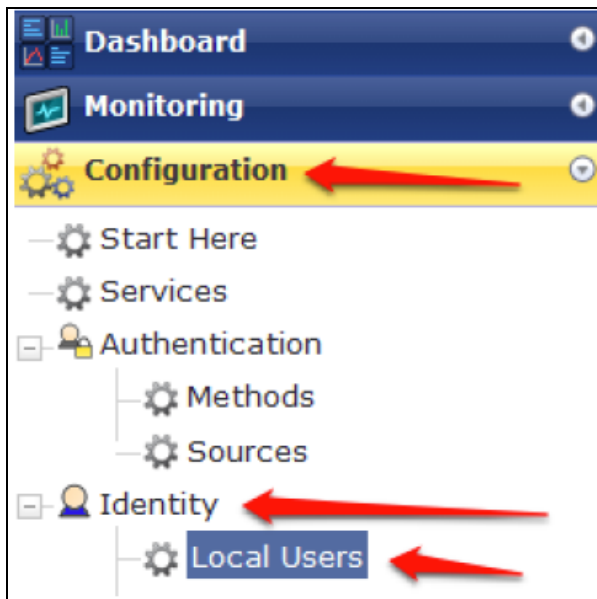 Dashboard
Monitoring
Configuration
Start Here
Services
Authentication
Methods
Sources
Identity
Local Users